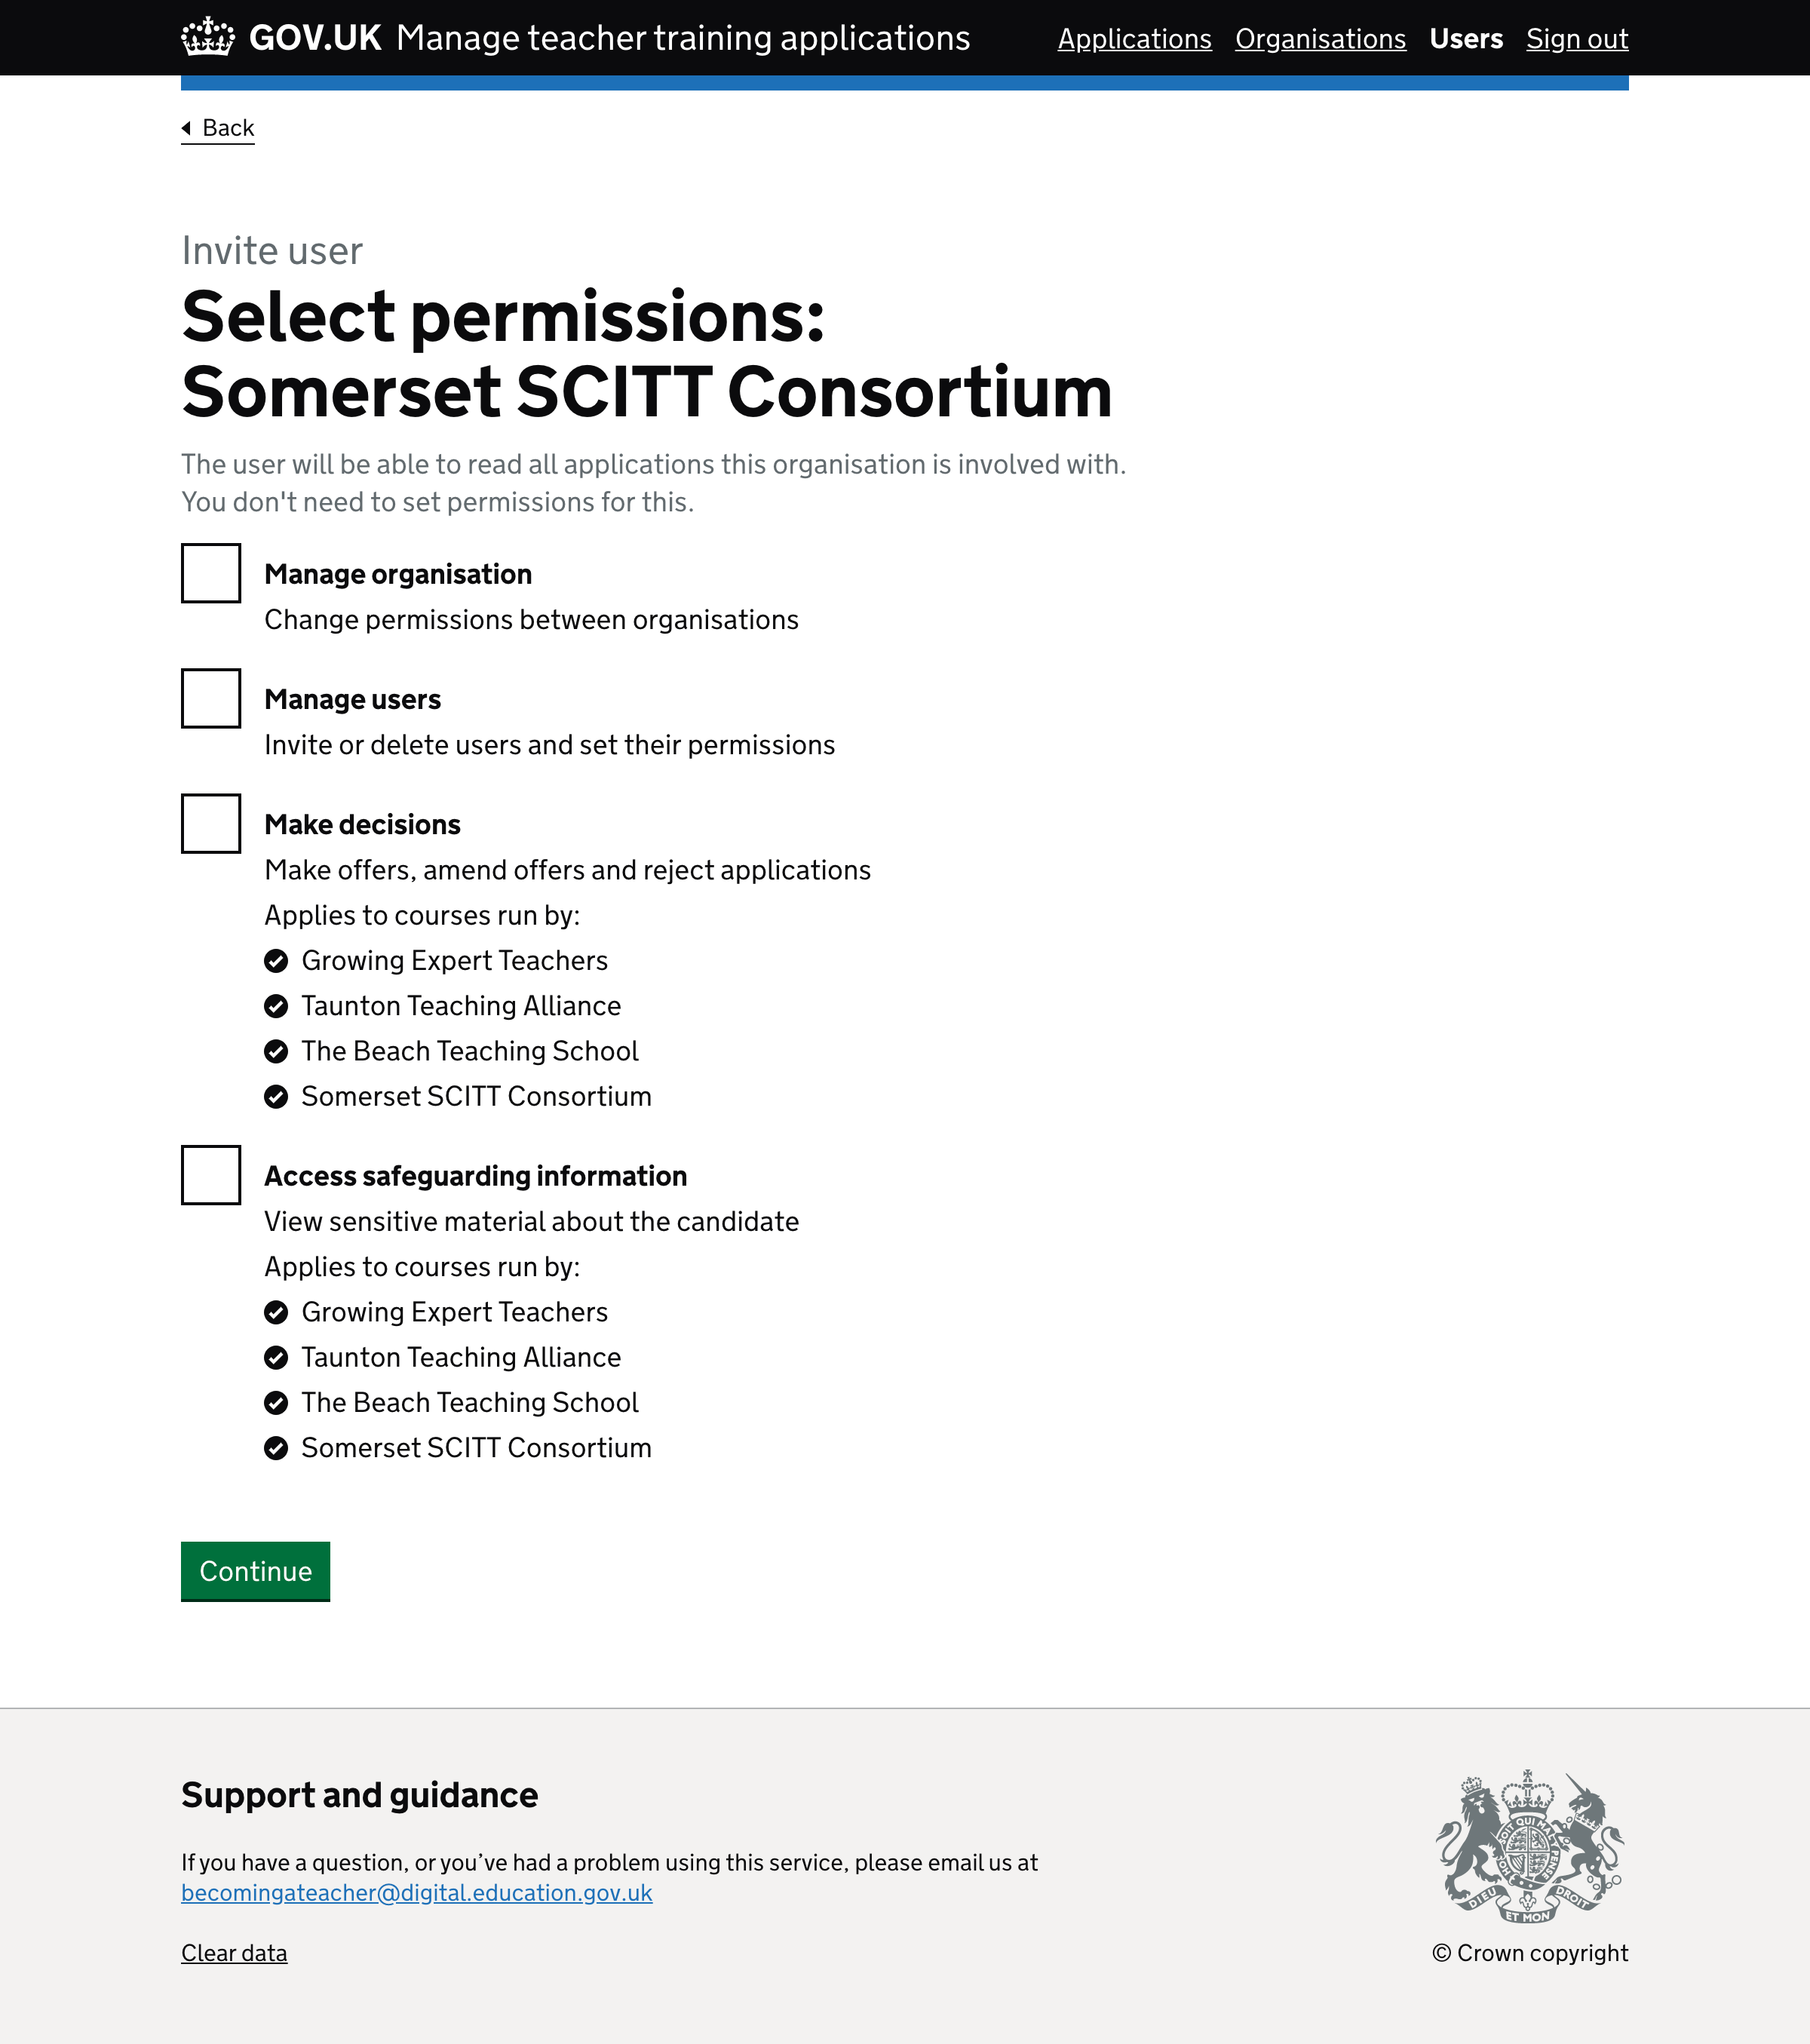 GOV.UK Manage teacher training applications Applications Organisations Users Sign out
Back
Invite user
Select permissions:
Somerset SCITT Consortium
The user will be able to read all applications this organisation is involved with.
You don't need to set permissions for this.
Manage organisation
Change permissions between organisations
Manage users
Invite or delete users and set their permissions
Make decisions
Make offers, amend offers and reject applications
Applies to courses run by:
Growing Expert Teachers
Taunton Teaching Alliance
The Beach Teaching School
Somerset SCITT Consortium
Access safeguarding information
View sensitive material about the candidate
Applies to courses run by:
Growing Expert Teachers
Taunton Teaching Alliance
The Beach Teaching School
Somerset SCITT Consortium
Continue
Support and guidance
If you have a question, or you’ve had a problem using this service, please email us at
becomingateacher@digital.education.gov.uk
Clear data
DIEU ET MON DROIT
© Crown copyright